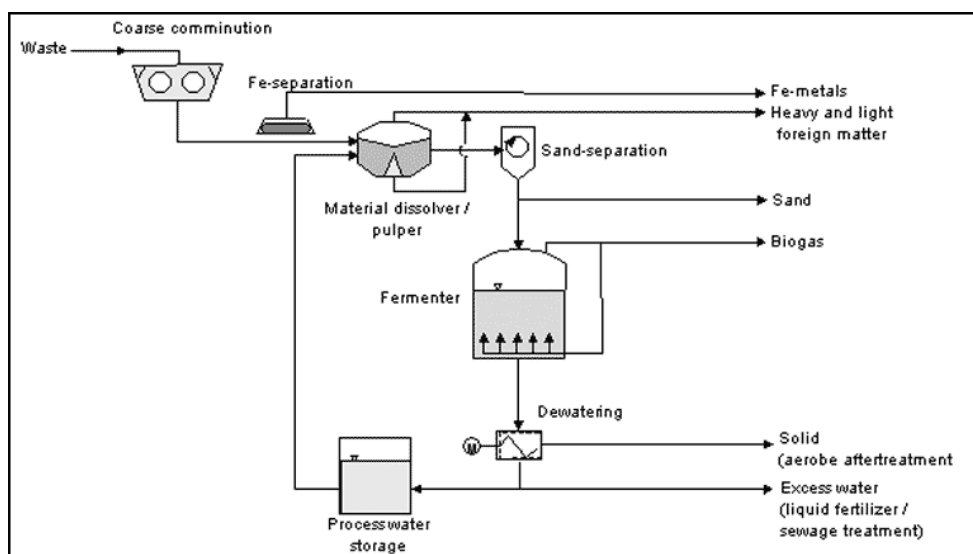 Coarse comminution
Waste
Fe-separation
Fe-metals
Heavy and light
foreign matter
Sand-separation
Material dissolver /
pulper
Sand
Biogas
Fermenter
Dewatering
M
Solid
(aerobe aftertreatment
Excess water
(liquid fertilizer /
sewage treatment)
Processwater
storage